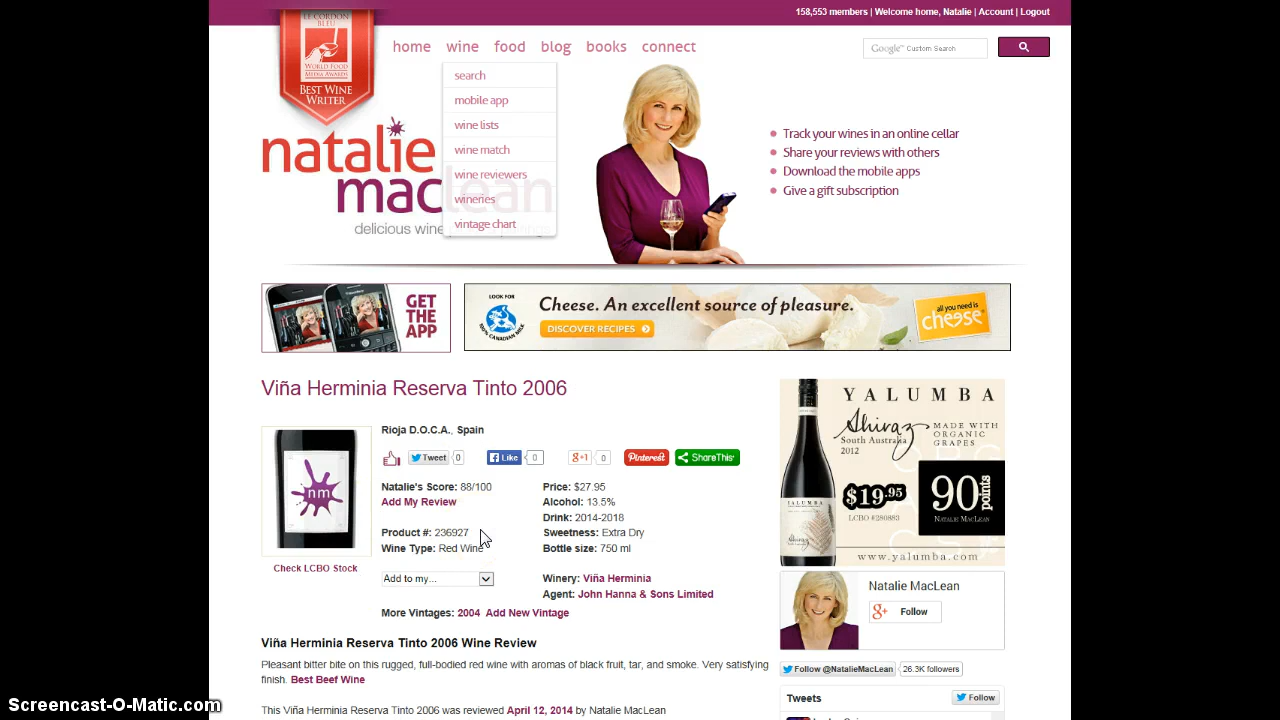 158,553 members | Welcome home, Natalie | Account | Logout
LE CORDON BLEU
WORLD FOOD
MEDIA AWARDS
BEST WINE
WRITER
home wine food blog books connect
Google™ Custom Search
search
mobile app
wine lists
wine match
wine reviewers
wineries
vintage chart
natalie
maclean
delicious wine
Track your wines in an online cellar
Share your reviews with others
Download the mobile apps
Give a gift subscription
GET
THE
APP
LOOK FOR
100% CANADIAN MILK
Cheese. An excellent source of pleasure.
DISCOVER RECIPES
all you need is
cheese
Viña Herminia Reserva Tinto 2006
nm
Check LCBO Stock
Rioja D.O.C.A., Spain
Tweet 0 Like 0 g+1 0 Pinterest ShareThis
Natalie's Score: 88/100
Add My Review
Product #: 236927
Wine Type: Red Wine
Add to my...
Price: $27.95
Alcohol: 13.5%
Drink: 2014-2018
Sweetness: Extra Dry
Bottle size: 750 ml
Winery: Viña Herminia
Agent: John Hanna & Sons Limited
More Vintages: 2004 Add New Vintage
Viña Herminia Reserva Tinto 2006 Wine Review
Pleasant bitter bite on this rugged, full-bodied red wine with aromas of black fruit, tar, and smoke. Very satisfying
finish. Best Beef Wine
This Viña Herminia Reserva Tinto 2006 was reviewed April 12, 2014 by Natalie MacLean
YALUMBA
Shiraz
South Australia
2012
MADE WITH
ORGANIC
GRAPES
$19.95
LCBO #280883
90 points
NATALIE MACLEAN
YALUMBA
www.yalumba.com
Natalie MacLean
g+ Follow
Follow @NatalieMacLean 26.3K followers
Tweets Follow
Screencast-O-Matic.com